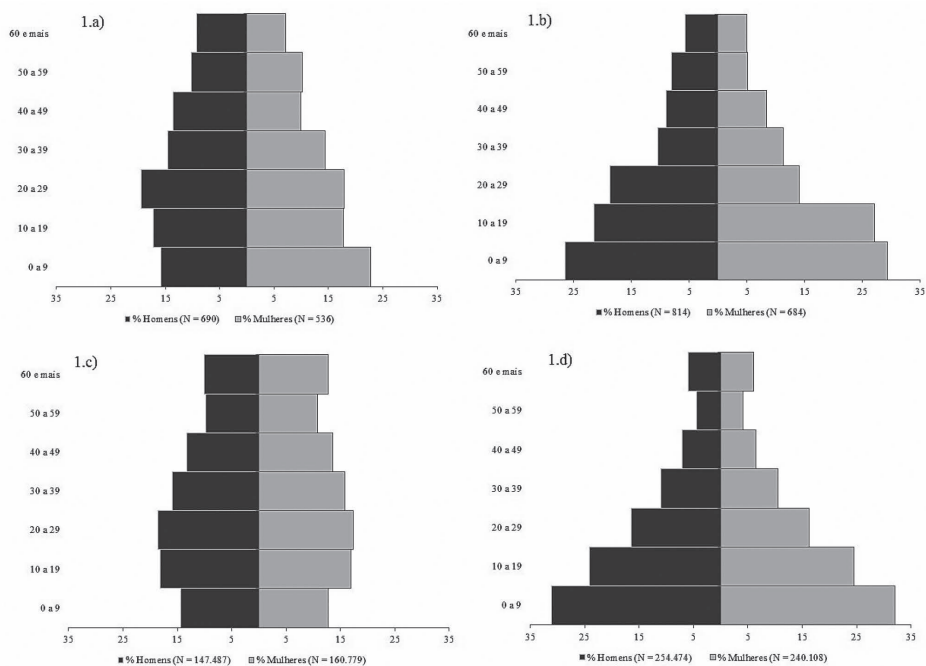 1.a)
60 e mais
50 a 59
40 a 49
30 a 39
20 a 29
10 a 19
0 a 9
35 25 15 5 5 15 25 35
% Homens (N = 690) % Mulheres (N = 536)
1.b)
60 e mais
50 a 59
40 a 49
30 a 39
20 a 29
10 a 19
0 a 9
35 25 15 5 5 15 25 35
% Homens (N = 814) % Mulheres (N = 684)
1.c)
60 e mais
50 a 59
40 a 49
30 a 39
20 a 29
10 a 19
0 a 9
35 25 15 5 5 15 25 35
% Homens (N = 147.487) % Mulheres (N = 160.779)
1.d)
60 e mais
50 a 59
40 a 49
30 a 39
20 a 29
10 a 19
0 a 9
35 25 15 5 5 15 25 35
% Homens (N = 254.474) % Mulheres (N = 240.108)